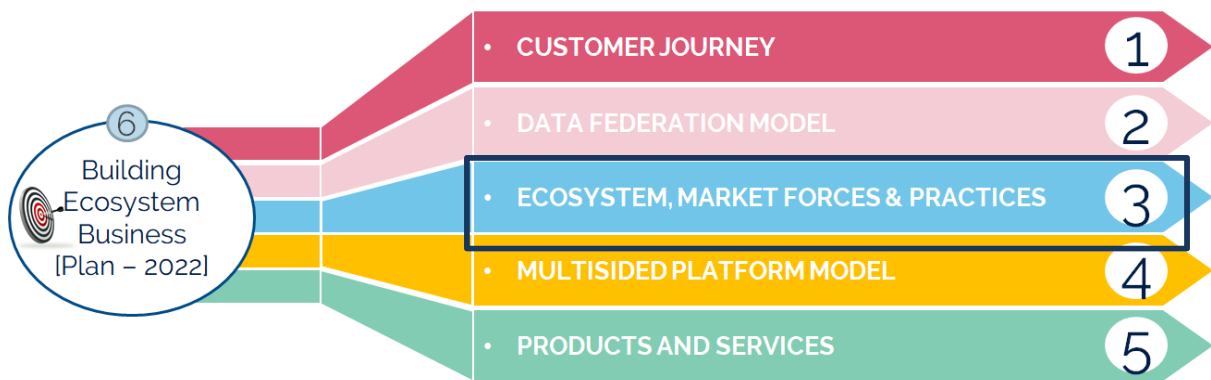 6
Building
Ecosystem
Business
[Plan – 2022]
• CUSTOMER JOURNEY 1
• DATA FEDERATION MODEL 2
• ECOSYSTEM, MARKET FORCES & PRACTICES 3
• MULTISIDED PLATFORM MODEL 4
• PRODUCTS AND SERVICES 5